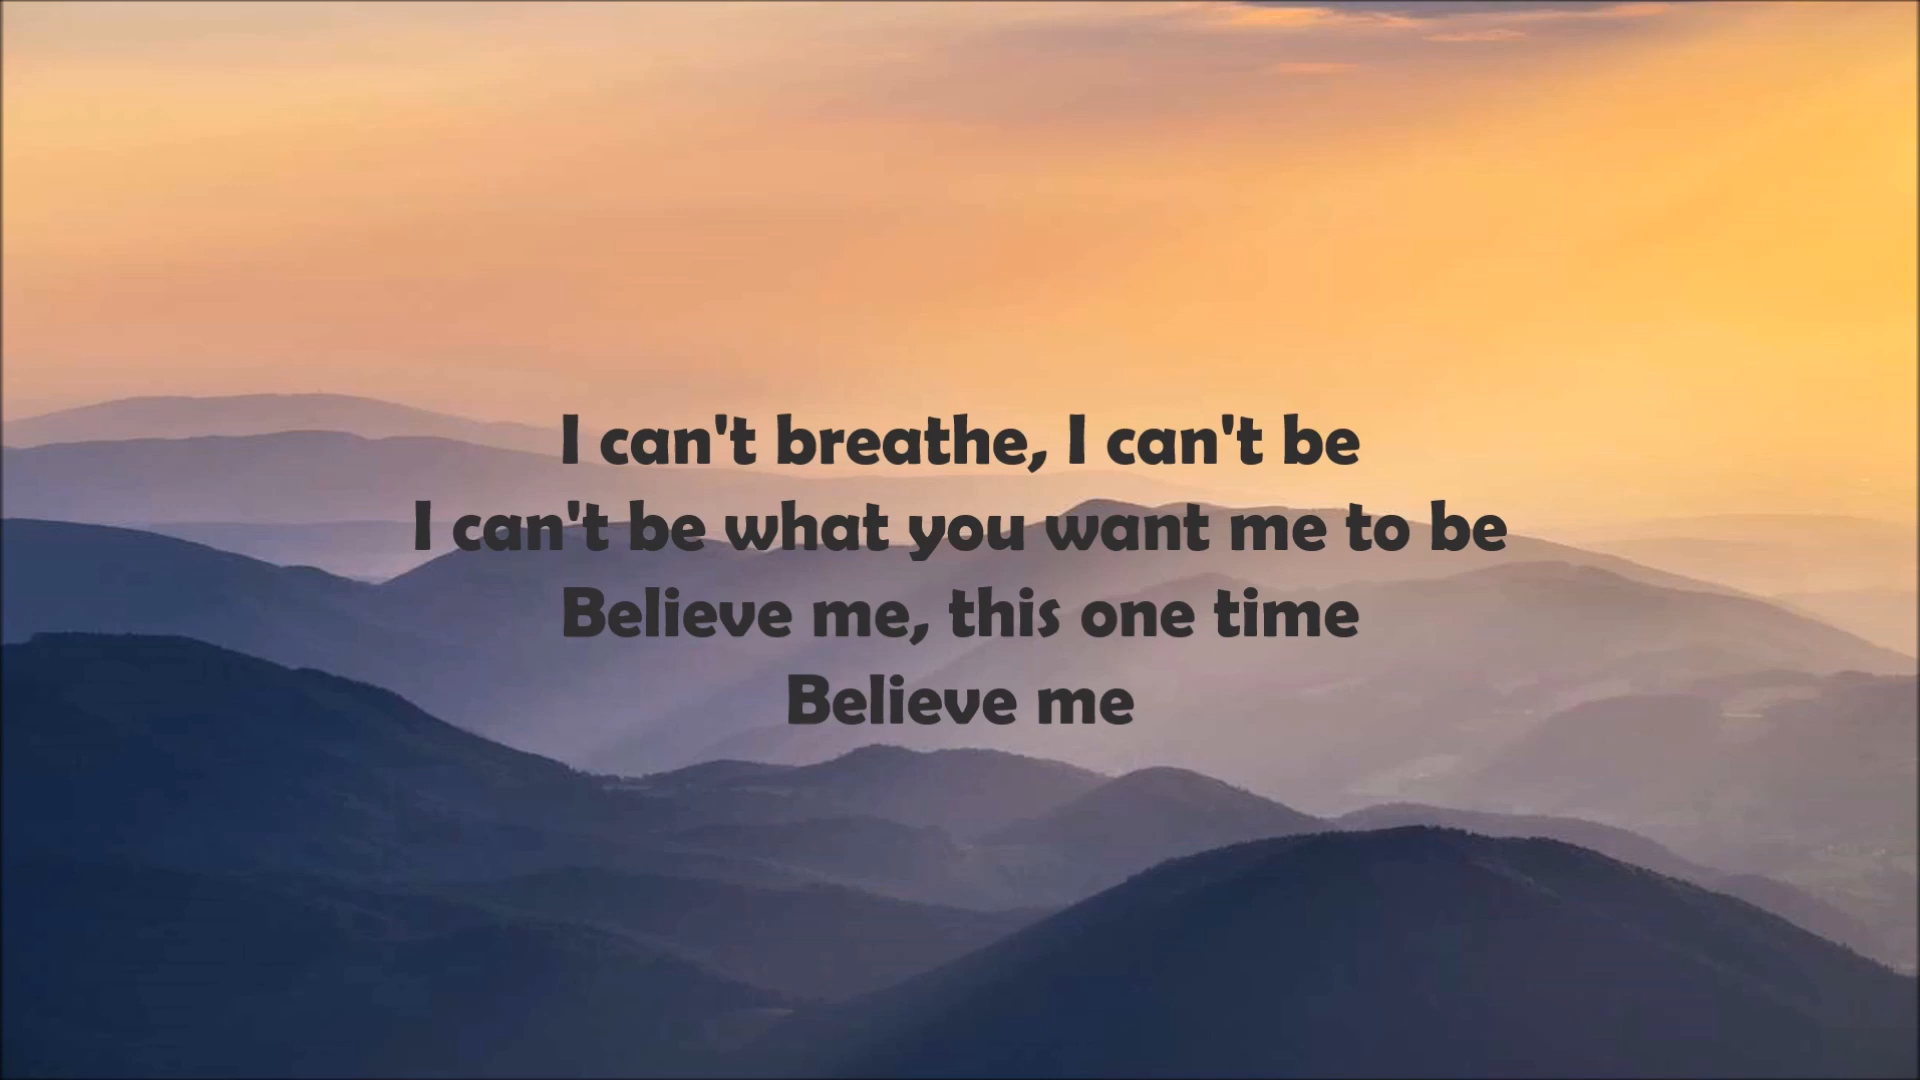 I can't breathe, I can't be
I can't be what you want me to be
Believe me, this one time
Believe me